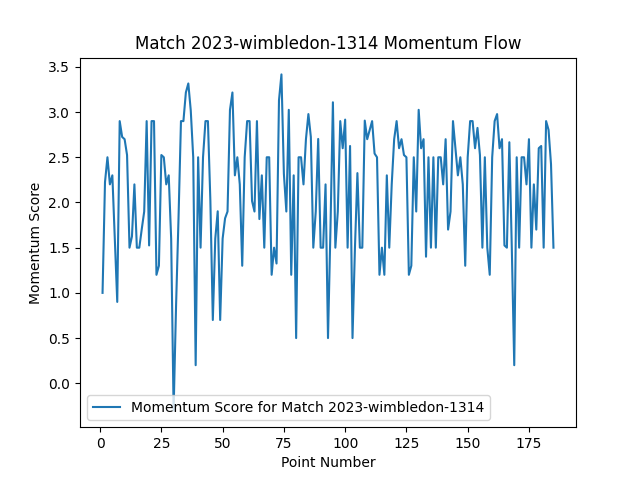 Match 2023-wimbledon-1314 Momentum Flow
3.5
3.0
2.5
2.0
1.5
1.0
0.5
0.0
Momentum Score
Momentum Score for Match 2023-wimbledon-1314
0 25 50 75 100 125 150 175
Point Number